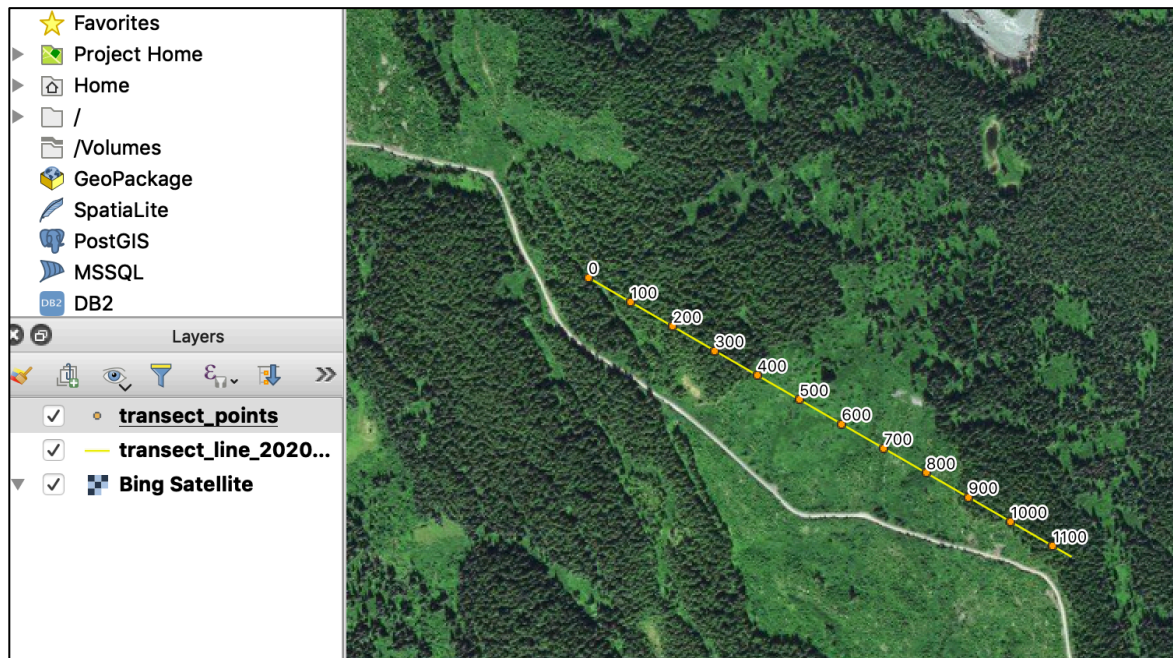 Favorites
Project Home
Home
/
/Volumes
GeoPackage
SpatiaLite
PostGIS
MSSQL
DB2 DB2
Layers
transect_points
transect_line_2020...
Bing Satellite
0
100
200
300
400
500
600
700
800
900
1000
1100